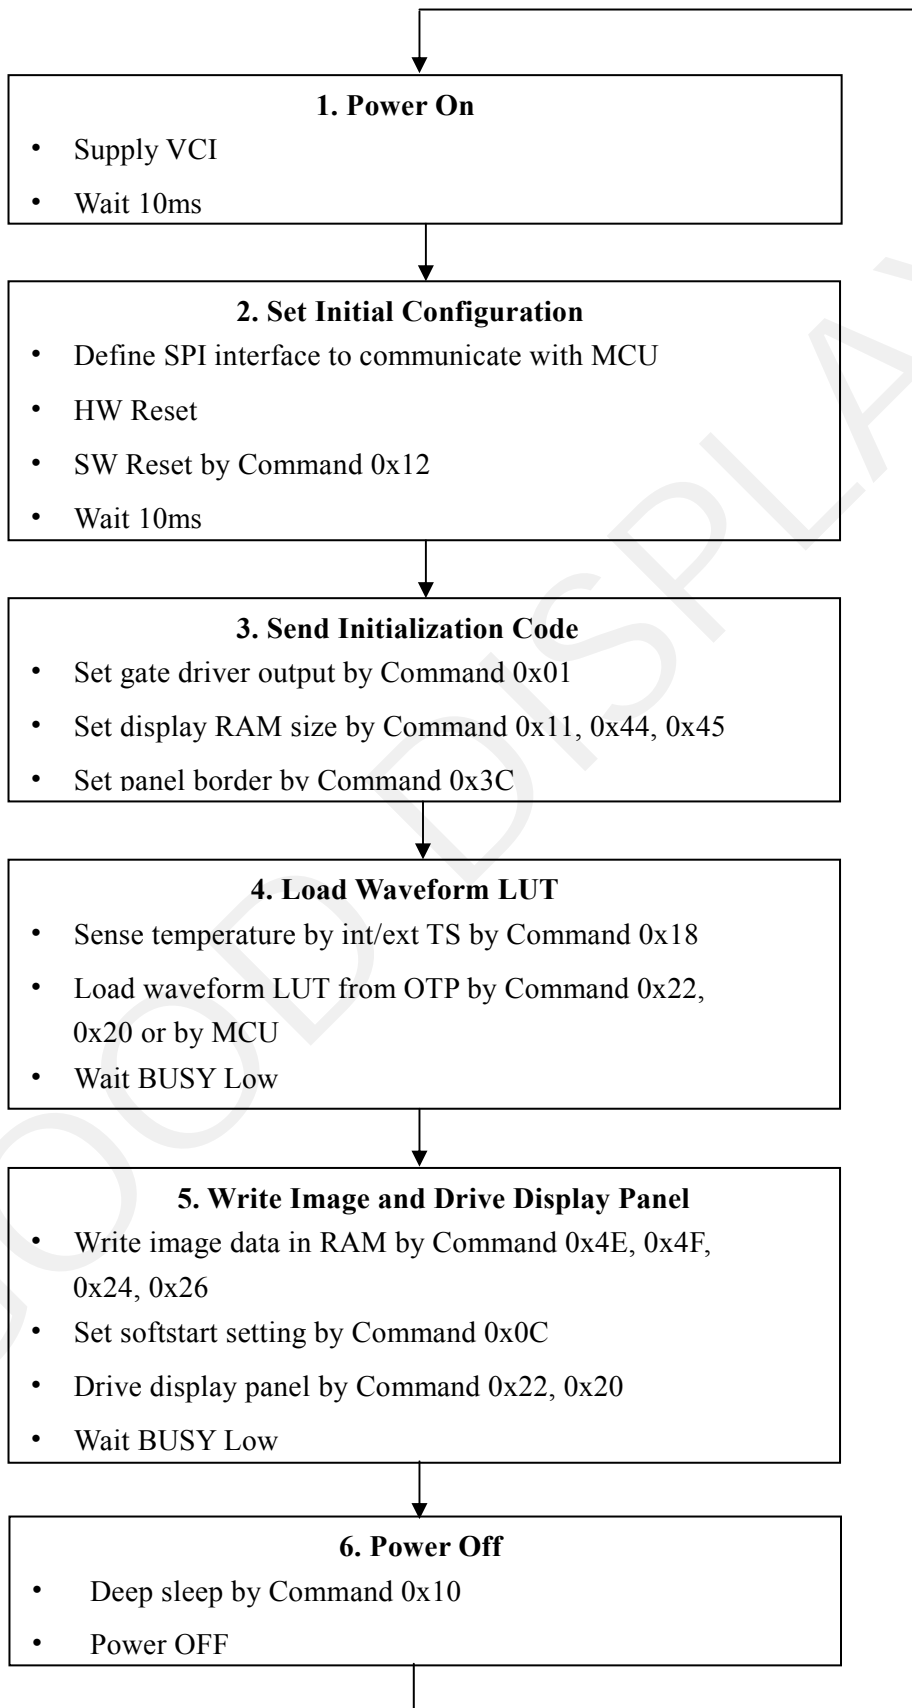 1. Power On
• Supply VCI
• Wait 10ms
2. Set Initial Configuration
• Define SPI interface to communicate with MCU
• HW Reset
• SW Reset by Command 0x12
• Wait 10ms
3. Send Initialization Code
• Set gate driver output by Command 0x01
• Set display RAM size by Command 0x11, 0x44, 0x45
• Set panel border by Command 0x3C
4. Load Waveform LUT
• Sense temperature by int/ext TS by Command 0x18
• Load waveform LUT from OTP by Command 0x22,
0x20 or by MCU
• Wait BUSY Low
5. Write Image and Drive Display Panel
• Write image data in RAM by Command 0x4E, 0x4F,
0x24, 0x26
• Set softstart setting by Command 0x0C
• Drive display panel by Command 0x22, 0x20
• Wait BUSY Low
6. Power Off
• Deep sleep by Command 0x10
• Power OFF
GOOD DISPLAY